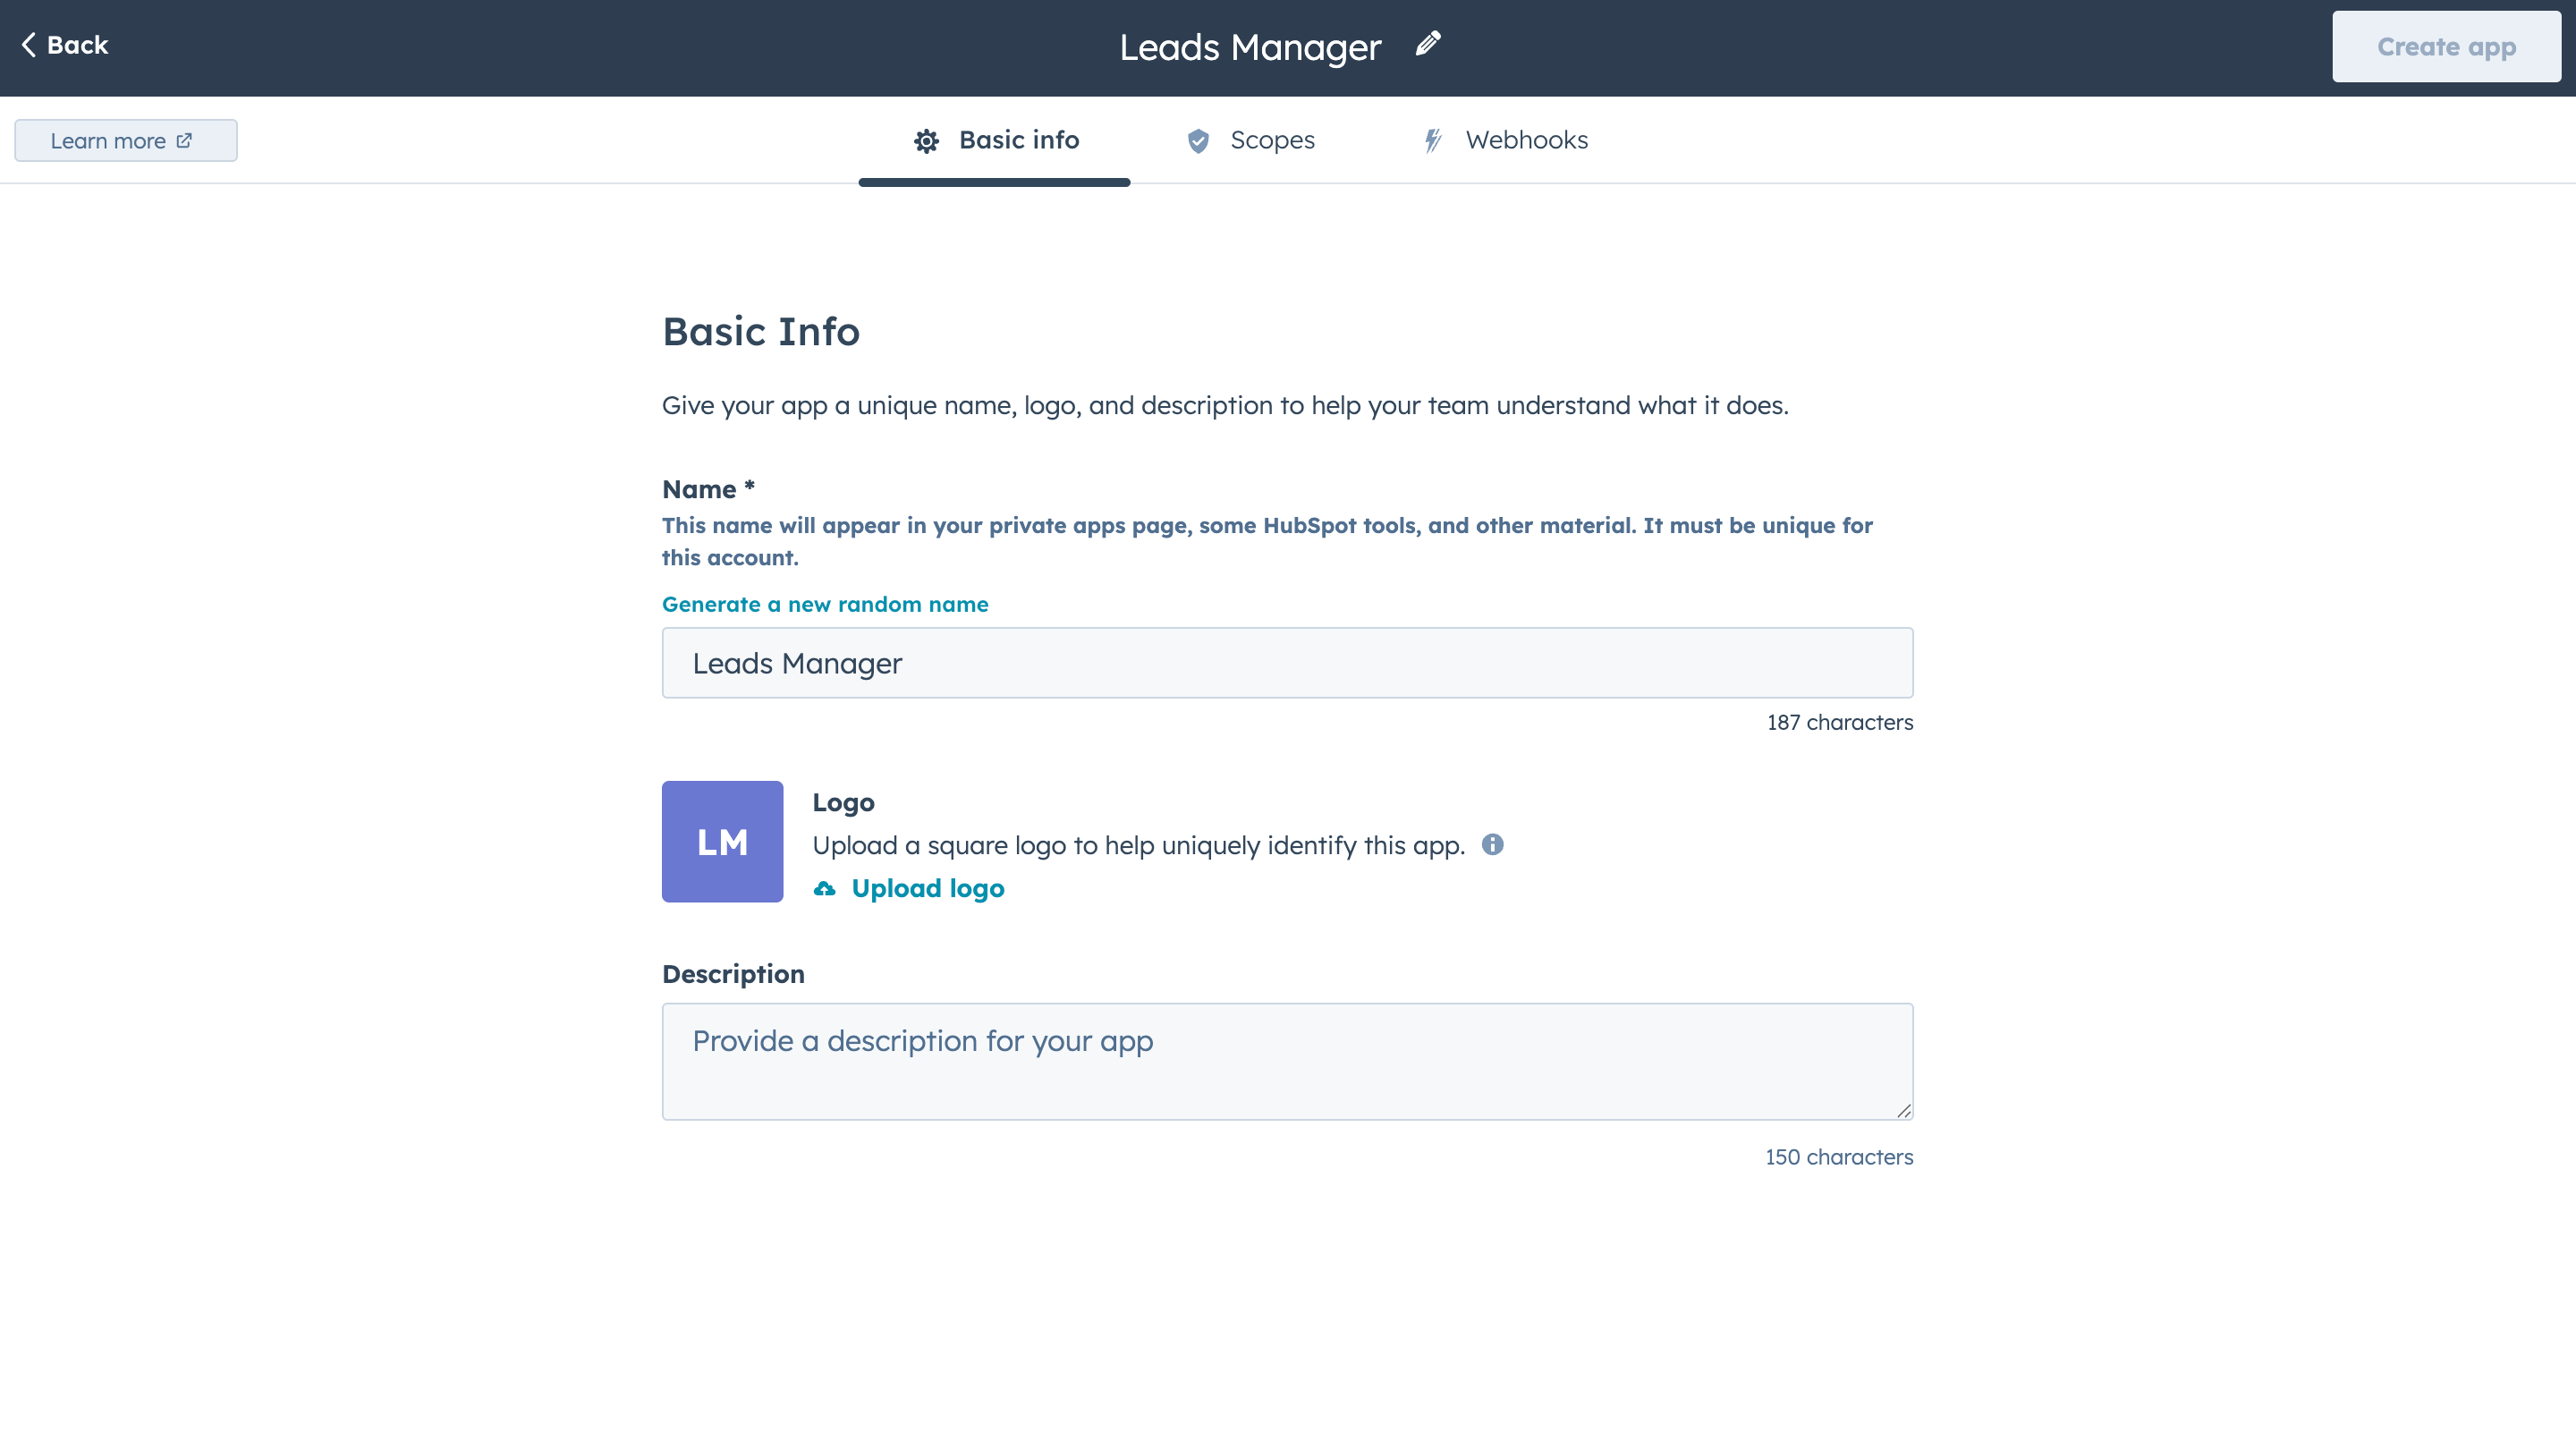 Back
Leads Manager
Create app
Learn more
Basic info
Scopes
Webhooks
Basic Info
Give your app a unique name, logo, and description to help your team understand what it does.
Name *
This name will appear in your private apps page, some HubSpot tools, and other material. It must be unique for
this account.
Generate a new random name
Leads Manager
187 characters
LM
Logo
Upload a square logo to help uniquely identify this app.
Upload logo
Description
Provide a description for your app
150 characters